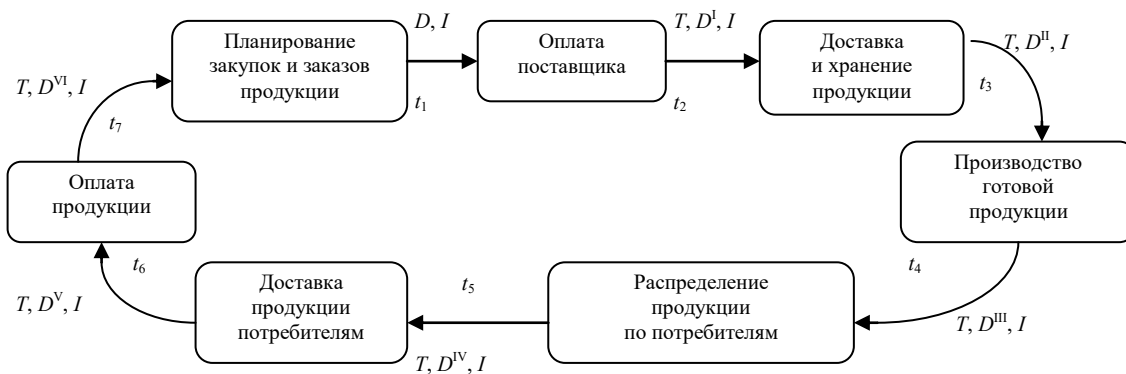 Планирование
закупок и заказов
продукции
D, I
t₁
Оплата
поставщика
T, Dᴵ, I
t₂
Доставка
и хранение
продукции
T, Dᴵᴵ, I
t₃
Производство
готовой
продукции
t₄
T, Dᴵᴵᴵ, I
Распределение
продукции
по потребителям
t₅
T, Dᴵⱽ, I
Доставка
продукции
потребителям
t₆
T, Dⱽ, I
Оплата
продукции
t₇
T, Dⱽᴵ, I